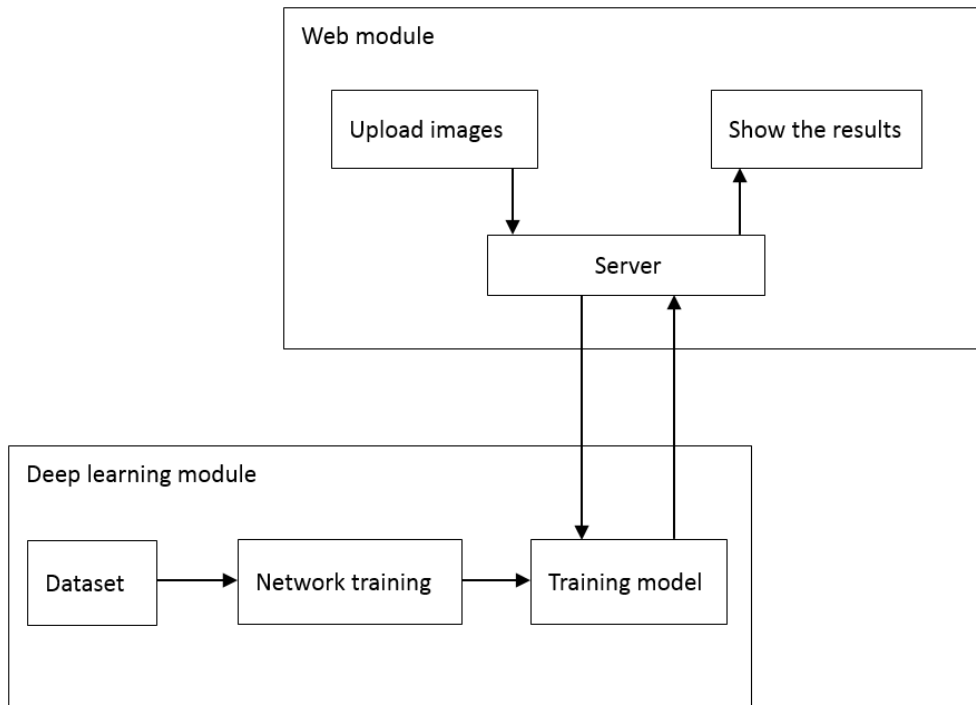 Web module
Upload images
Show the results
Server
Deep learning module
Dataset
Network training
Training model